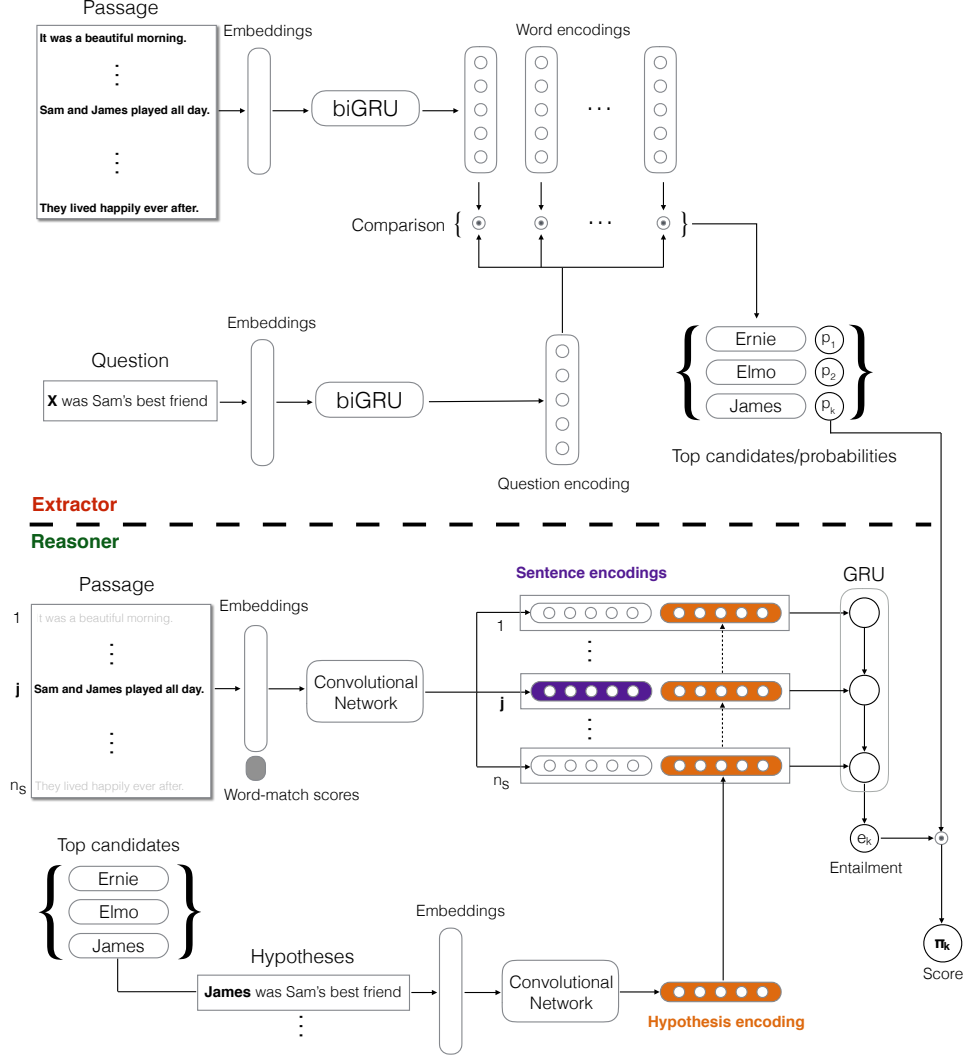 Passage
It was a beautiful morning.
Sam and James played all day.
They lived happily ever after.
Embeddings
biGRU
Word encodings
Comparison
Question
X was Sam's best friend
Embeddings
biGRU
Question encoding
Ernie p1
Elmo p2
James pk
Top candidates/probabilities
Extractor
Reasoner
Passage
1 It was a beautiful morning.
j Sam and James played all day.
ns They lived happily ever after.
Embeddings
Word-match scores
Convolutional
Network
Sentence encodings
1
j
ns
GRU
ek
Entailment
πk
Score
Top candidates
Ernie
Elmo
James
Hypotheses
James was Sam's best friend
Embeddings
Convolutional
Network
Hypothesis encoding